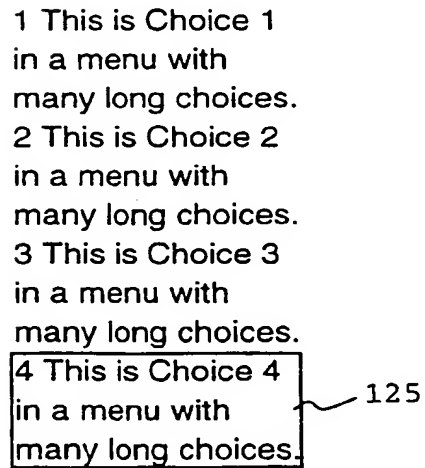 1 This is Choice 1
in a menu with
many long choices.
2 This is Choice 2
in a menu with
many long choices.
3 This is Choice 3
in a menu with
many long choices.
4 This is Choice 4
in a menu with
many long choices.
125